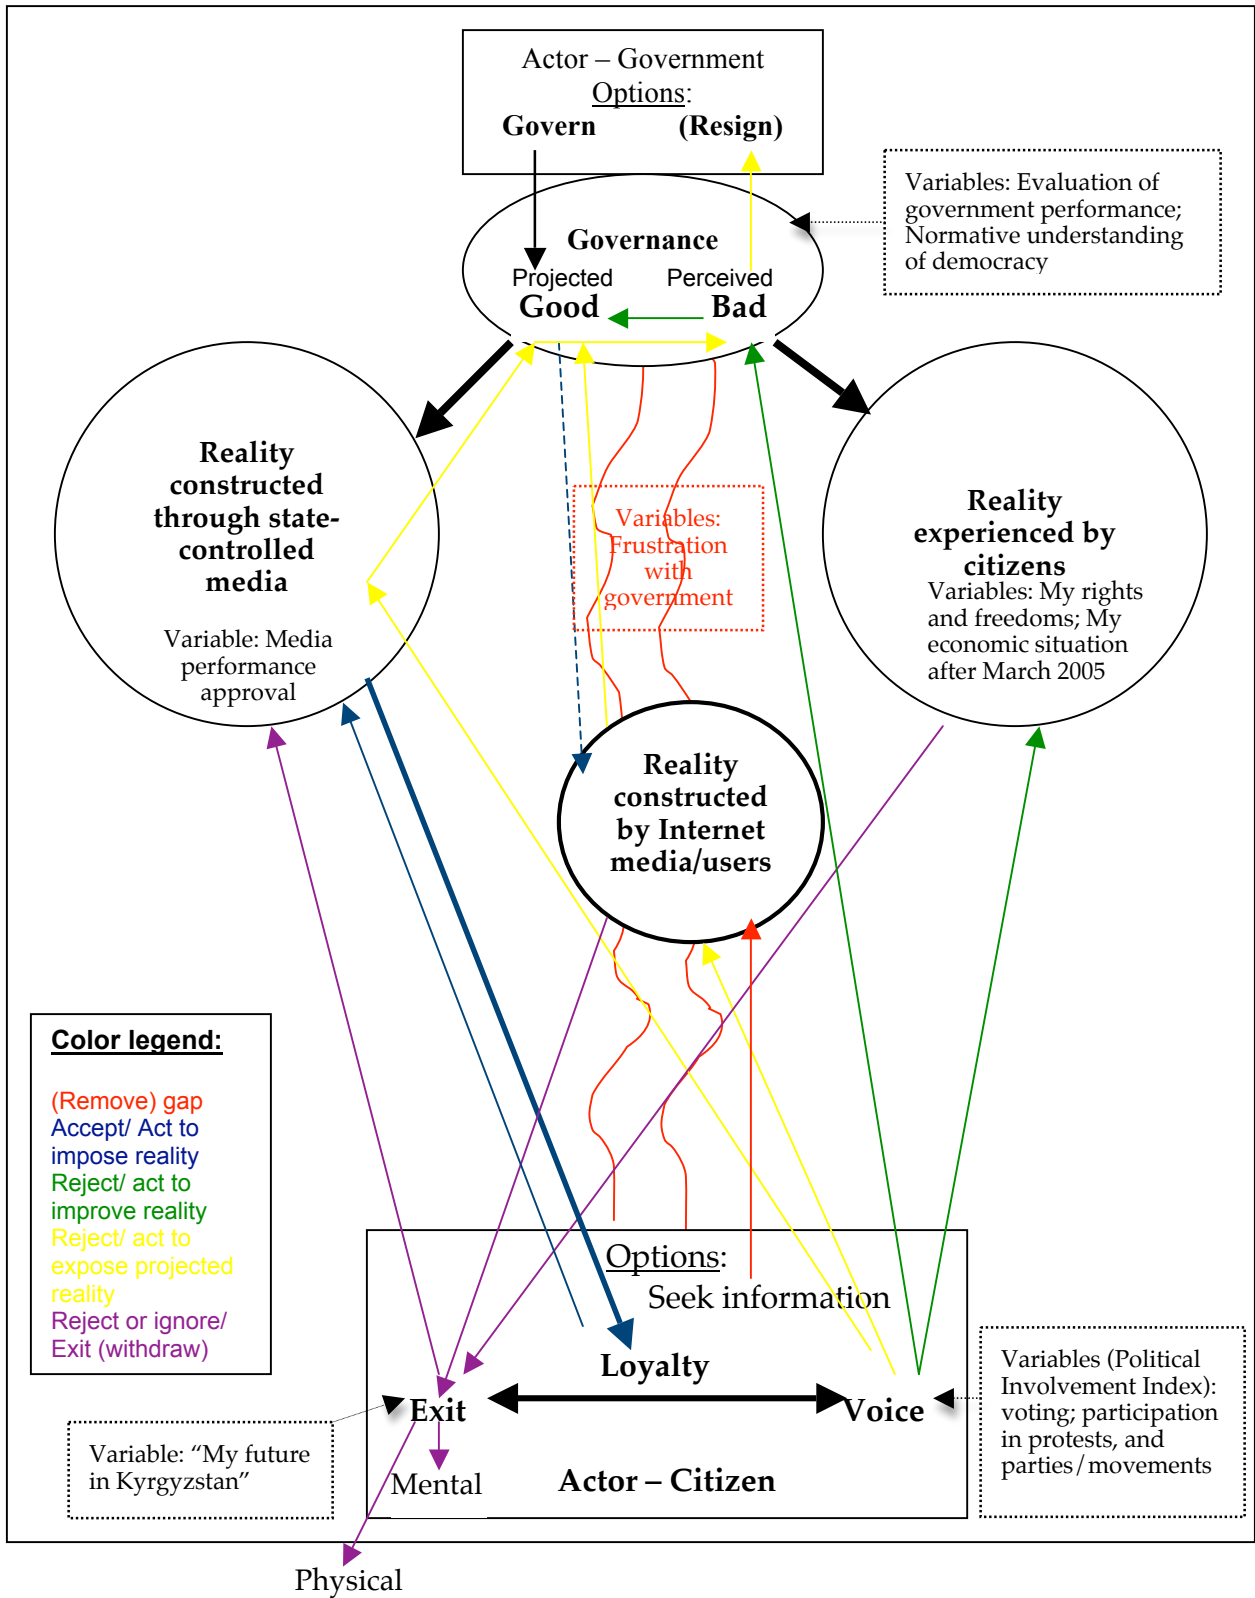 Actor – Government
Options:
Govern (Resign)
Variables: Evaluation of
government performance;
Normative understanding
of democracy
Governance
Projected Perceived
Good Bad
Reality
constructed
through state-
controlled
media
Variable: Media
performance
approval
Variables:
Frustration
with
government
Reality
experienced by
citizens
Variables: My rights
and freedoms; My
economic situation
after March 2005
Reality
constructed
by Internet
media/users
Color legend:
(Remove) gap
Accept/ Act to
impose reality
Reject/ act to
improve reality
Reject/ act to
expose projected
reality
Reject or ignore/
Exit (withdraw)
Options:
Seek information
Loyalty
Exit Voice
Mental
Actor – Citizen
Physical
Variable: “My future
in Kyrgyzstan”
Variables (Political
Involvement Index):
voting; participation
in protests, and
parties/movements